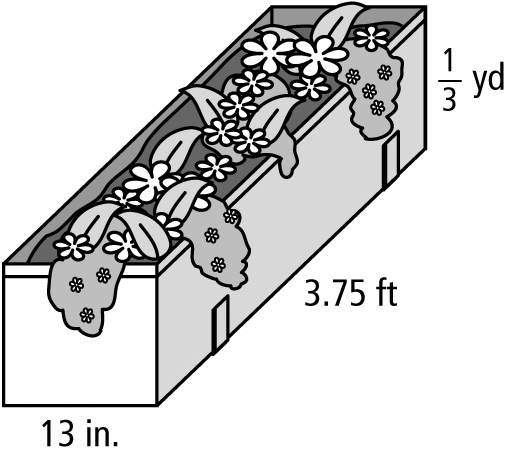 1/3 yd
3.75 ft
13 in.